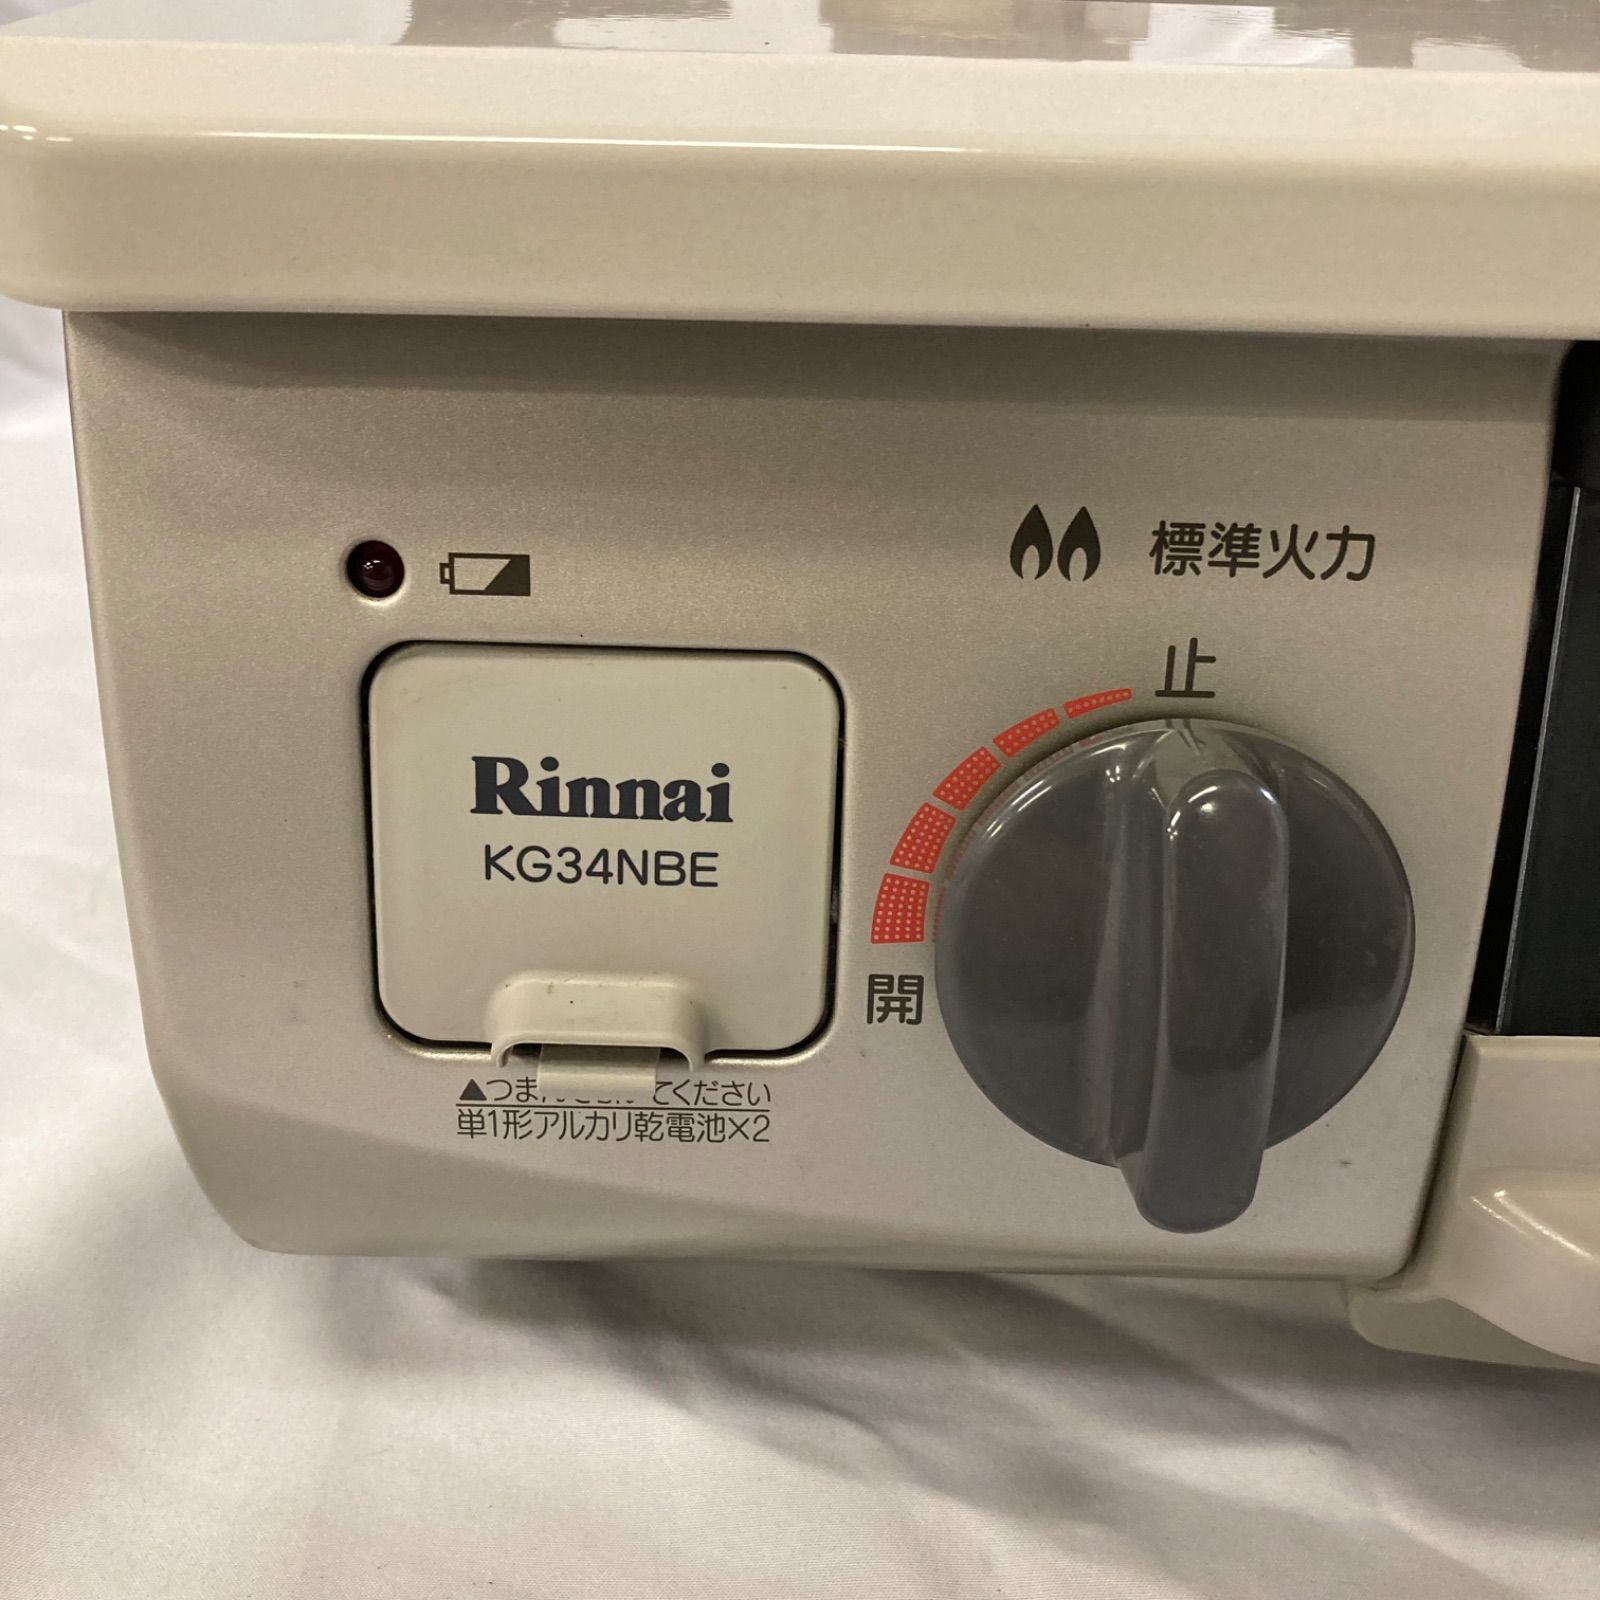 標準火力
止
Rinnai
KG34NBE
開
▲つま てください
単1形アルカリ乾電池×2